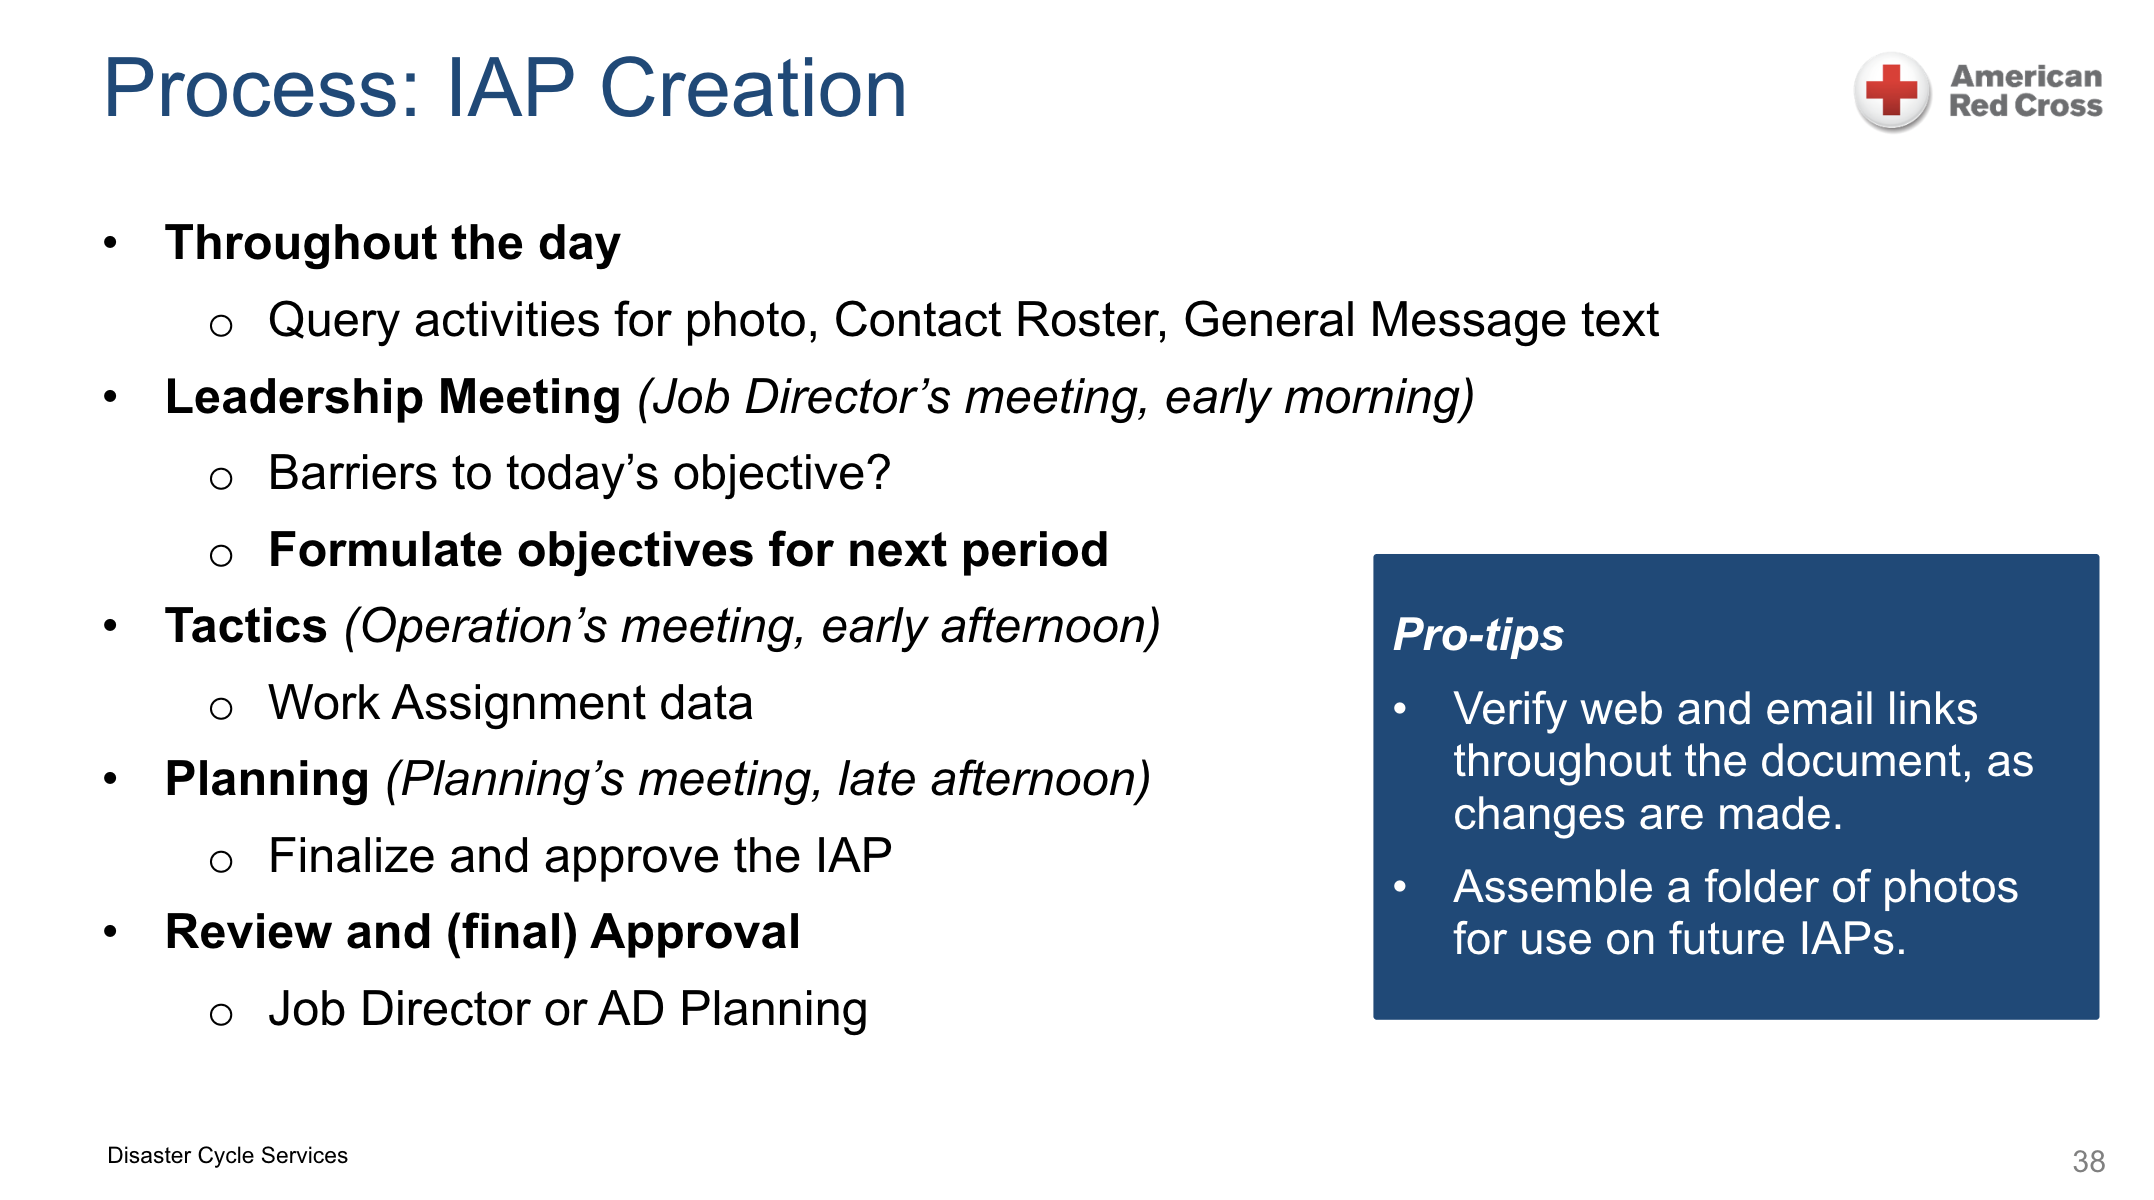 Process: IAP Creation
American
Red Cross
• Throughout the day
o Query activities for photo, Contact Roster, General Message text
• Leadership Meeting (Job Director’s meeting, early morning)
o Barriers to today’s objective?
o Formulate objectives for next period
• Tactics (Operation’s meeting, early afternoon)
o Work Assignment data
• Planning (Planning’s meeting, late afternoon)
o Finalize and approve the IAP
• Review and (final) Approval
o Job Director or AD Planning
Pro-tips
• Verify web and email links
throughout the document, as
changes are made.
• Assemble a folder of photos
for use on future IAPs.
Disaster Cycle Services
38